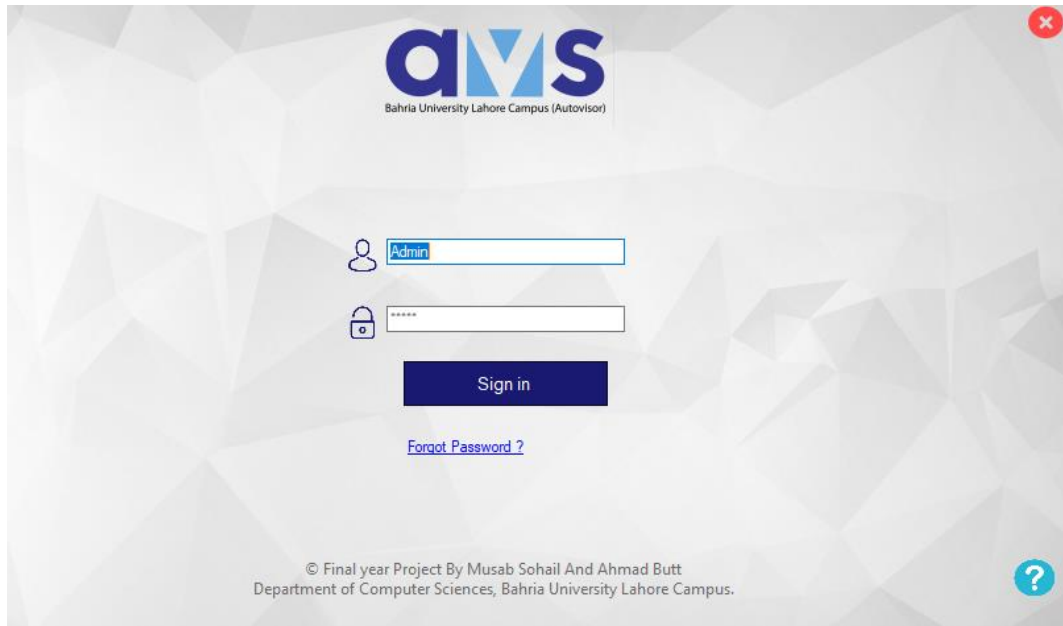 aMs
Bahria University Lahore Campus (Autovisor)
Admin
*****
Sign in
Forgot Password ?
© Final year Project By Musab Sohail And Ahmad Butt
Department of Computer Sciences, Bahria University Lahore Campus.
?